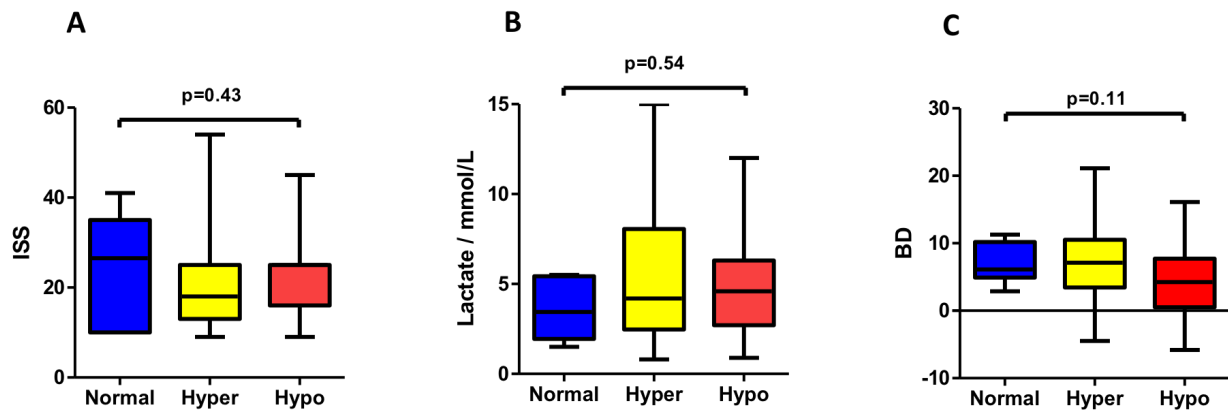 A
p=0.43
60
40
20
0
ISS
Normal Hyper Hypo
B
p=0.54
15
10
5
0
Lactate / mmol/L
Normal Hyper Hypo
C
p=0.11
30
20
10
0
-10
BD
Normal Hyper Hypo